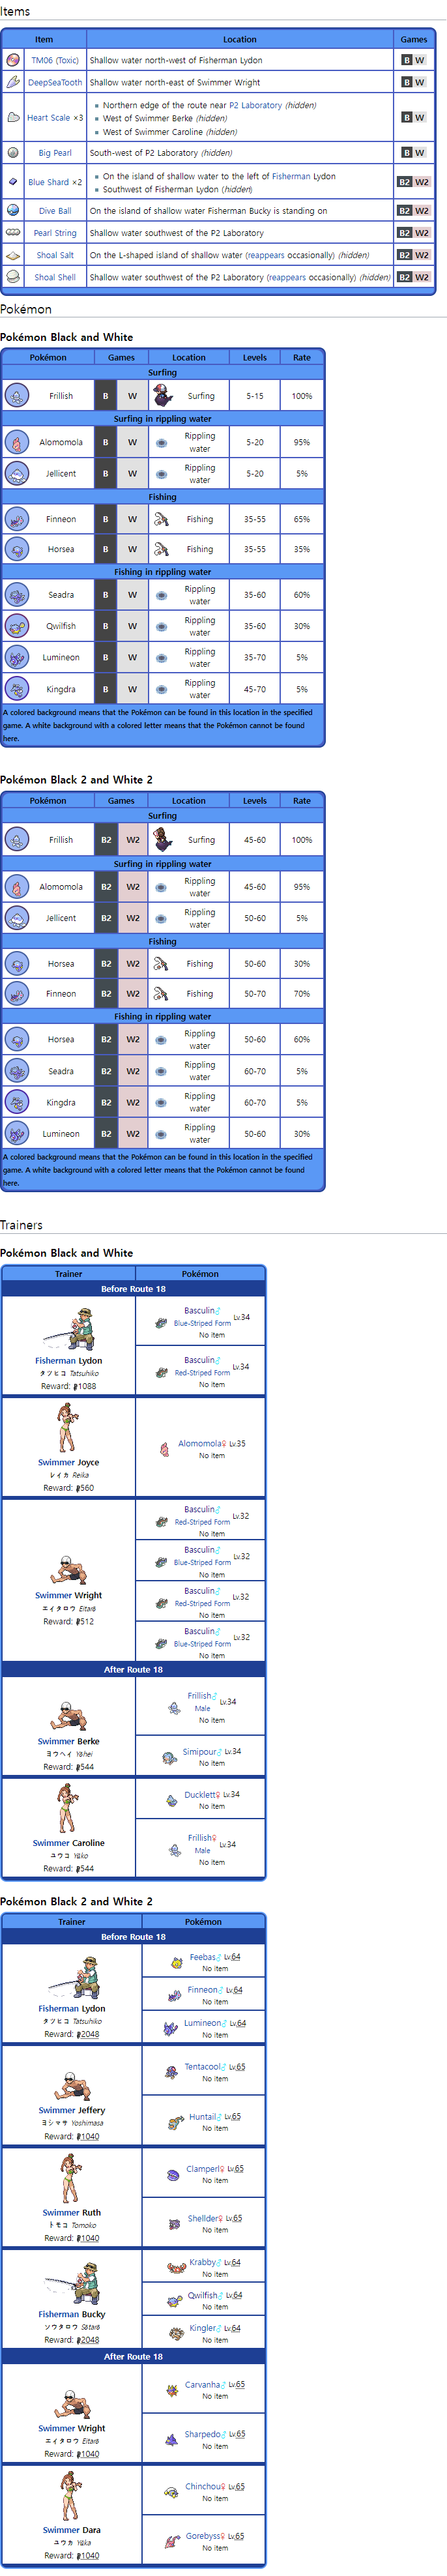 Items
Item Location Games
TM06 (Toxic) Shallow water north-west of Fisherman Lydon B W
DeepSeaTooth Shallow water north-east of Swimmer Wright B W
Heart Scale ×3
Northern edge of the route near P2 Laboratory (hidden)
West of Swimmer Berke (hidden)
West of Swimmer Caroline (hidden)
B W
Big Pearl South-west of P2 Laboratory (hidden) B W
Blue Shard ×2
On the island of shallow water to the left of Fisherman Lydon
Southwest of Fisherman Lydon (hidden)
B2 W2
Dive Ball On the island of shallow water Fisherman Bucky is standing on B2 W2
Pearl String Shallow water southwest of the P2 Laboratory B2 W2
Shoal Salt On the L-shaped island of shallow water (reappears occasionally) (hidden) B2 W2
Shoal Shell Shallow water southwest of the P2 Laboratory (reappears occasionally) (hidden) B2 W2
Pokémon
Pokémon Black and White
Pokémon Games Location Levels Rate
Surfing
Frillish B W Surfing 5-15 100%
Surfing in rippling water
Alomomola B W Rippling water 5-20 95%
Jellicent B W Rippling water 5-20 5%
Fishing
Finneon B W Fishing 35-55 65%
Horsea B W Fishing 35-55 35%
Fishing in rippling water
Seadra B W Rippling water 35-60 60%
Qwilfish B W Rippling water 35-60 30%
Lumineon B W Rippling water 35-70 5%
Kingdra B W Rippling water 45-70 5%
A colored background means that the Pokémon can be found in this location in the specified
game. A white background with a colored letter means that the Pokémon cannot be found
here.
Pokémon Black 2 and White 2
Pokémon Games Location Levels Rate
Surfing
Frillish B2 W2 Surfing 45-60 100%
Surfing in rippling water
Alomomola B2 W2 Rippling water 45-60 95%
Jellicent B2 W2 Rippling water 50-60 5%
Fishing
Horsea B2 W2 Fishing 50-60 30%
Finneon B2 W2 Fishing 50-70 70%
Fishing in rippling water
Horsea B2 W2 Rippling water 50-60 60%
Seadra B2 W2 Rippling water 60-70 5%
Kingdra B2 W2 Rippling water 60-70 5%
Lumineon B2 W2 Rippling water 50-60 30%
A colored background means that the Pokémon can be found in this location in the specified
game. A white background with a colored letter means that the Pokémon cannot be found
here.
Trainers
Pokémon Black and White
Trainer Pokémon
Before Route 18
Fisherman Lydon
タツヒコ Tatsuhiko
Reward: 1088
Basculin♂ Lv.34
Blue-Striped Form
No item
Basculin♂ Lv.34
Red-Striped Form
No item
Swimmer Joyce
レイカ Reika
Reward: 560
Alomomola♀ Lv.35
No item
Swimmer Wright
エイタロウ Eitarō
Reward: 512
Basculin♂ Lv.32
Red-Striped Form
No item
Basculin♂ Lv.32
Blue-Striped Form
No item
Basculin♂ Lv.32
Red-Striped Form
No item
Basculin♂ Lv.32
Blue-Striped Form
No item
After Route 18
Swimmer Berke
ヨウヘイ Yōhei
Reward: 544
Frillish♂ Lv.34
Male
No item
Simipour♂ Lv.34
No item
Swimmer Caroline
ユウコ Yūko
Reward: 544
Ducklett♀ Lv.34
No item
Frillish♀ Lv.34
Male
No item
Pokémon Black 2 and White 2
Trainer Pokémon
Before Route 18
Fisherman Lydon
タツヒコ Tatsuhiko
Reward: 2048
Feebas♂ Lv.64
No item
Finneon♂ Lv.64
No item
Lumineon♂ Lv.64
No item
Swimmer Jeffery
ヨシマサ Yoshimasa
Reward: 1040
Tentacool♂ Lv.65
No item
Huntail♂ Lv.65
No item
Swimmer Ruth
トモコ Tomoko
Reward: 1040
Clamperl♀ Lv.65
No item
Shellder♀ Lv.65
No item
Fisherman Bucky
ソウタロウ Sōtarō
Reward: 2048
Krabby♂ Lv.64
No item
Qwilfish♂ Lv.64
No item
Kingler♂ Lv.64
No item
After Route 18
Swimmer Wright
エイタロウ Eitarō
Reward: 1040
Carvanha♂ Lv.65
No item
Sharpedo♂ Lv.65
No item
Swimmer Dara
ユウカ Yūka
Reward: 1040
Chinchou♀ Lv.65
No item
Gorebyss♀ Lv.65
No item